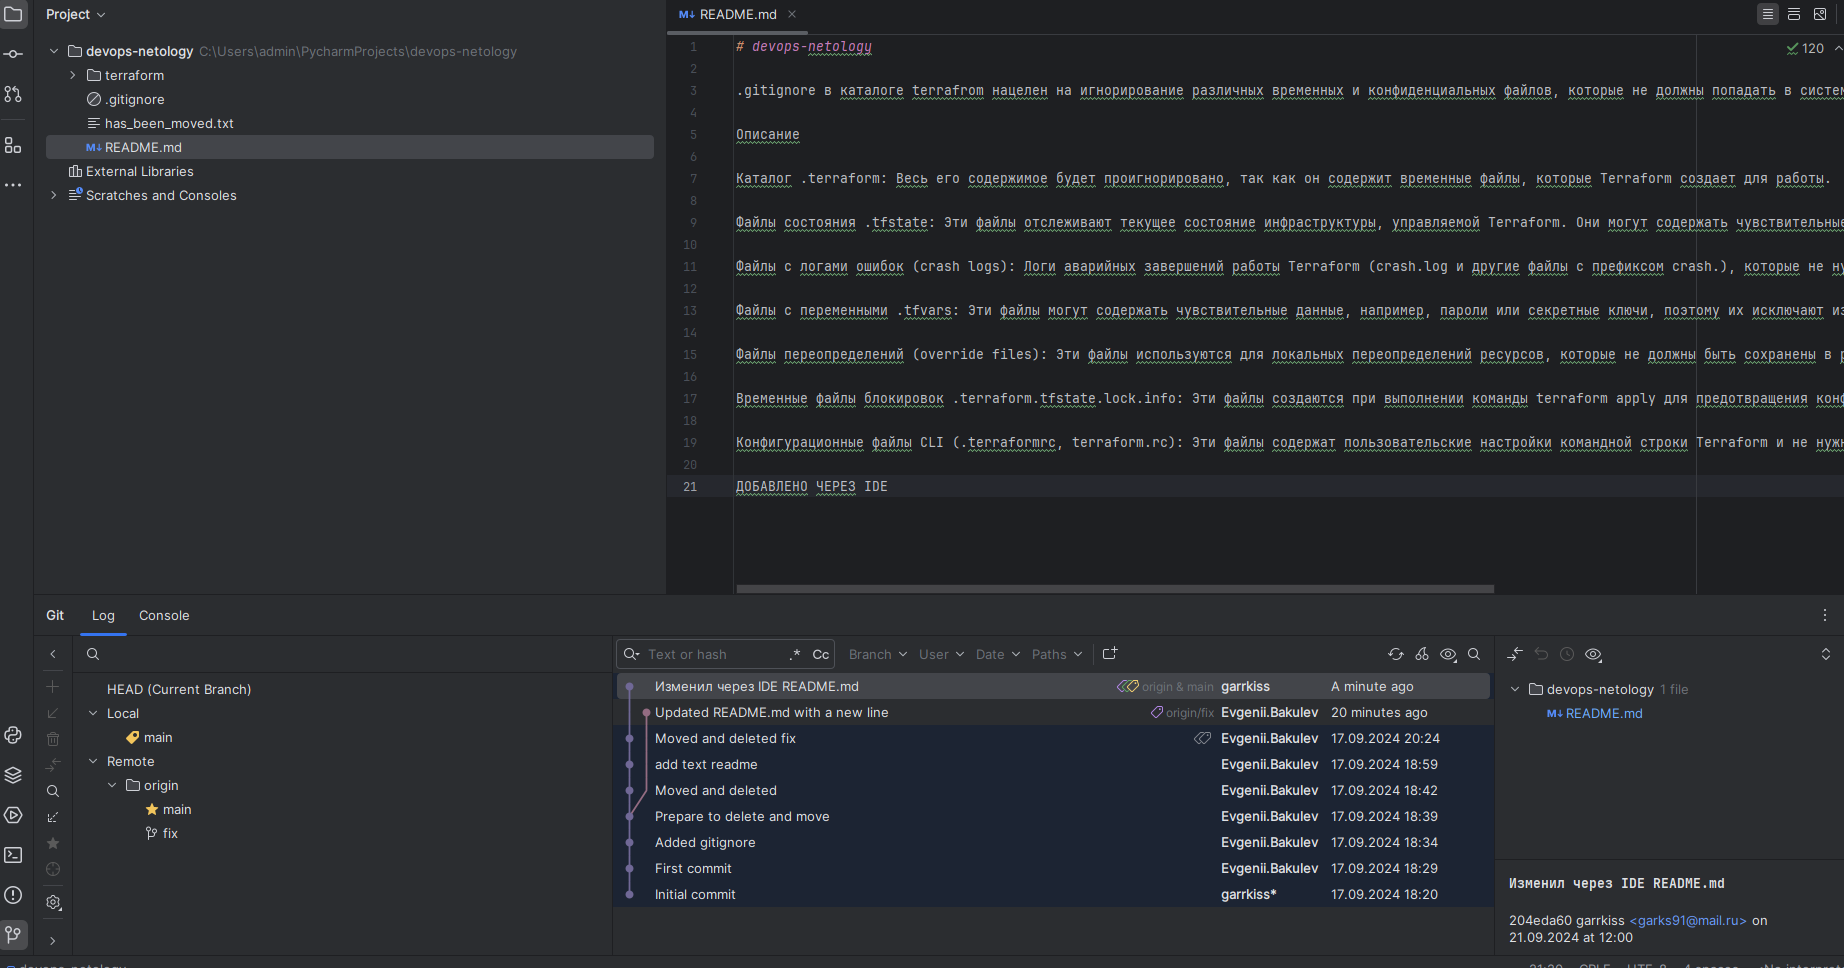 Project
README.md
devops-netology C:\Users\admin\PycharmProjects\devops-netology
terraform
.gitignore
has_been_moved.txt
README.md
External Libraries
Scratches and Consoles
120
1 # devops-netology
2
3 .gitignore в каталоге terrafrom нацелен на игнорирование различных временных и конфиденциальных файлов, которые не должны попадать в систем
4
5 Описание
6
7 Каталог .terraform: Весь его содержимое будет проигнорировано, так как он содержит временные файлы, которые Terraform создает для работы.
8
9 Файлы состояния .tfstate: Эти файлы отслеживают текущее состояние инфраструктуры, управляемой Terraform. Они могут содержать чувствительные
10
11 Файлы с логами ошибок (crash logs): Логи аварийных завершений работы Terraform (crash.log и другие файлы с префиксом crash.), которые не ну
12
13 Файлы с переменными .tfvars: Эти файлы могут содержать чувствительные данные, например, пароли или секретные ключи, поэтому их исключают из
14
15 Файлы переопределений (override files): Эти файлы используются для локальных переопределений ресурсов, которые не должны быть сохранены в р
16
17 Временные файлы блокировок .terraform.tfstate.lock.info: Эти файлы создаются при выполнении команды terraform apply для предотвращения конф
18
19 Конфигурационные файлы CLI (.terraformrc, terraform.rc): Эти файлы содержат пользовательские настройки командной строки Terraform и не нужн
20
21 ДОБАВЛЕНО ЧЕРЕЗ IDE
Git Log Console
HEAD (Current Branch)
Local
main
Remote
origin
main
fix
Text or hash .* Cc Branch User Date Paths
Изменил через IDE README.md origin & main garrkiss A minute ago
Updated README.md with a new line origin/fix Evgenii.Bakulev 20 minutes ago
Moved and deleted fix Evgenii.Bakulev 17.09.2024 20:24
add text readme Evgenii.Bakulev 17.09.2024 18:59
Moved and deleted Evgenii.Bakulev 17.09.2024 18:42
Prepare to delete and move Evgenii.Bakulev 17.09.2024 18:39
Added gitignore Evgenii.Bakulev 17.09.2024 18:34
First commit Evgenii.Bakulev 17.09.2024 18:29
Initial commit garrkiss* 17.09.2024 18:20
devops-netology 1 file
README.md
Изменил через IDE README.md
204eda60 garrkiss <garks91@mail.ru> on
21.09.2024 at 12:00